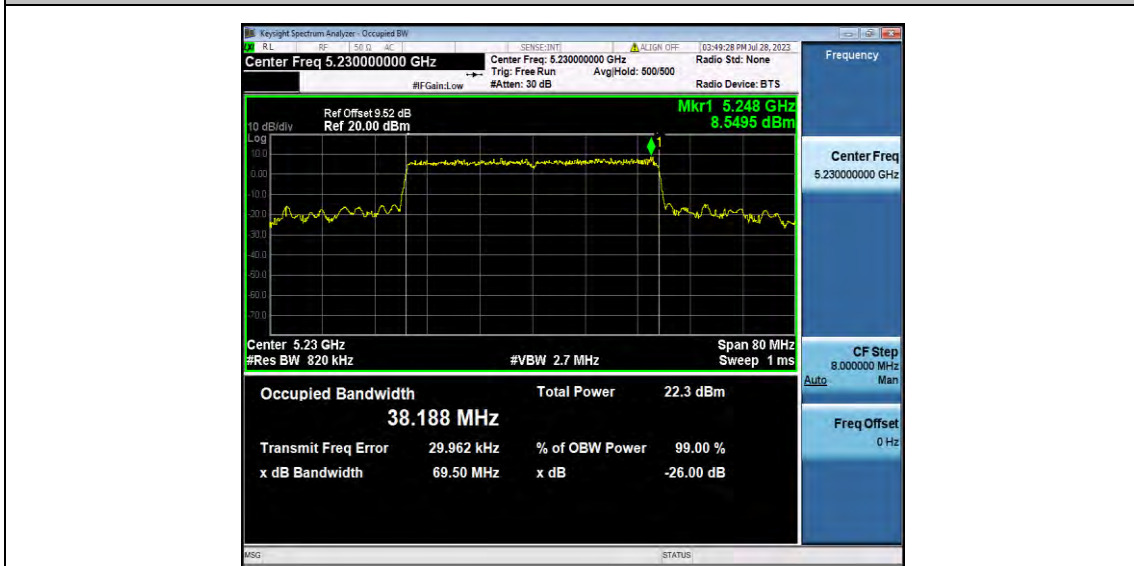 Keysight Spectrum Analyzer - Occupied BW
RL RF 50 Ω AC SENSE:INT ALIGN OFF 03:49:28 PM Jul 28, 2023
Center Freq 5.230000000 GHz Center Freq: 5.230000000 GHz Radio Std: None
Trig: Free Run Avg|Hold: 500/500
#IFGain:Low #Atten: 30 dB Radio Device: BTS
Frequency
Ref Offset 9.52 dB Mkr1 5.248 GHz
10 dB/div Ref 20.00 dBm 8.5495 dBm
Log
10.0
0.00
-10.0
-20.0
-30.0
-40.0
-50.0
-60.0
-70.0
1
Center 5.23 GHz Span 80 MHz
#Res BW 820 kHz #VBW 2.7 MHz Sweep 1 ms
Center Freq
5.230000000 GHz
CF Step
8.000000 MHz
Auto Man
Freq Offset
0 Hz
Occupied Bandwidth Total Power 22.3 dBm
38.188 MHz
Transmit Freq Error 29.962 kHz % of OBW Power 99.00 %
x dB Bandwidth 69.50 MHz x dB -26.00 dB
MSG STATUS